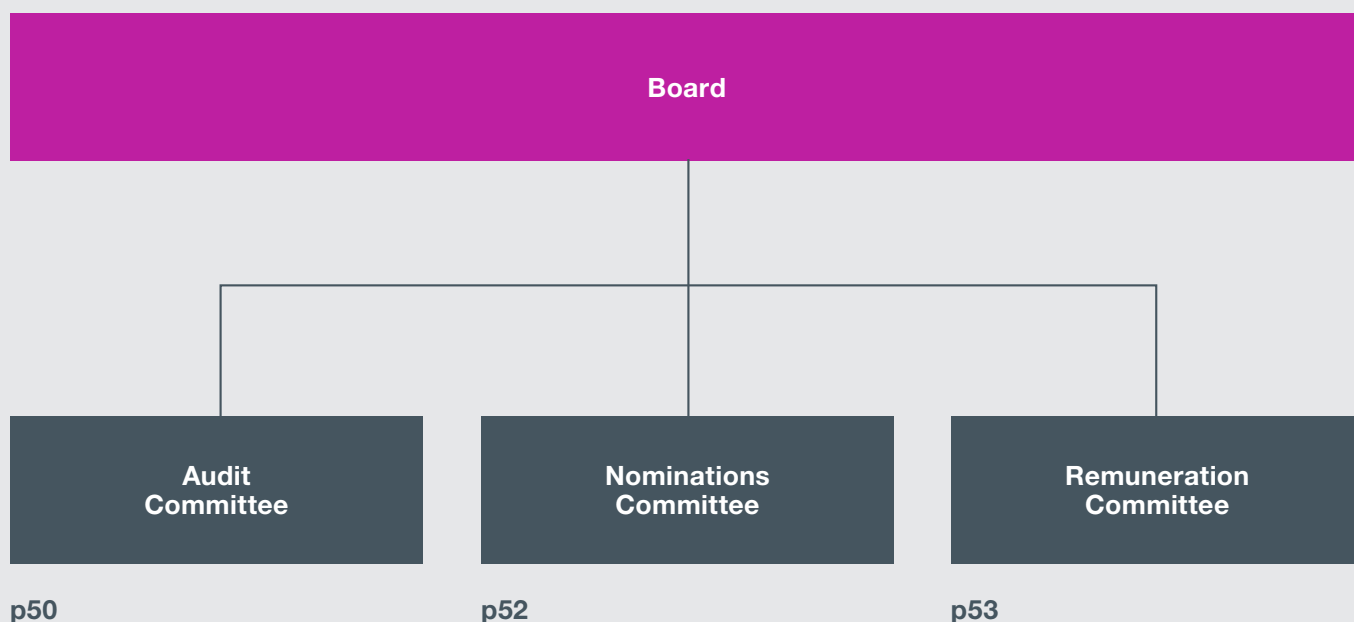 Board
Audit
Committee
Nominations
Committee
Remuneration
Committee
p50
p52
p53